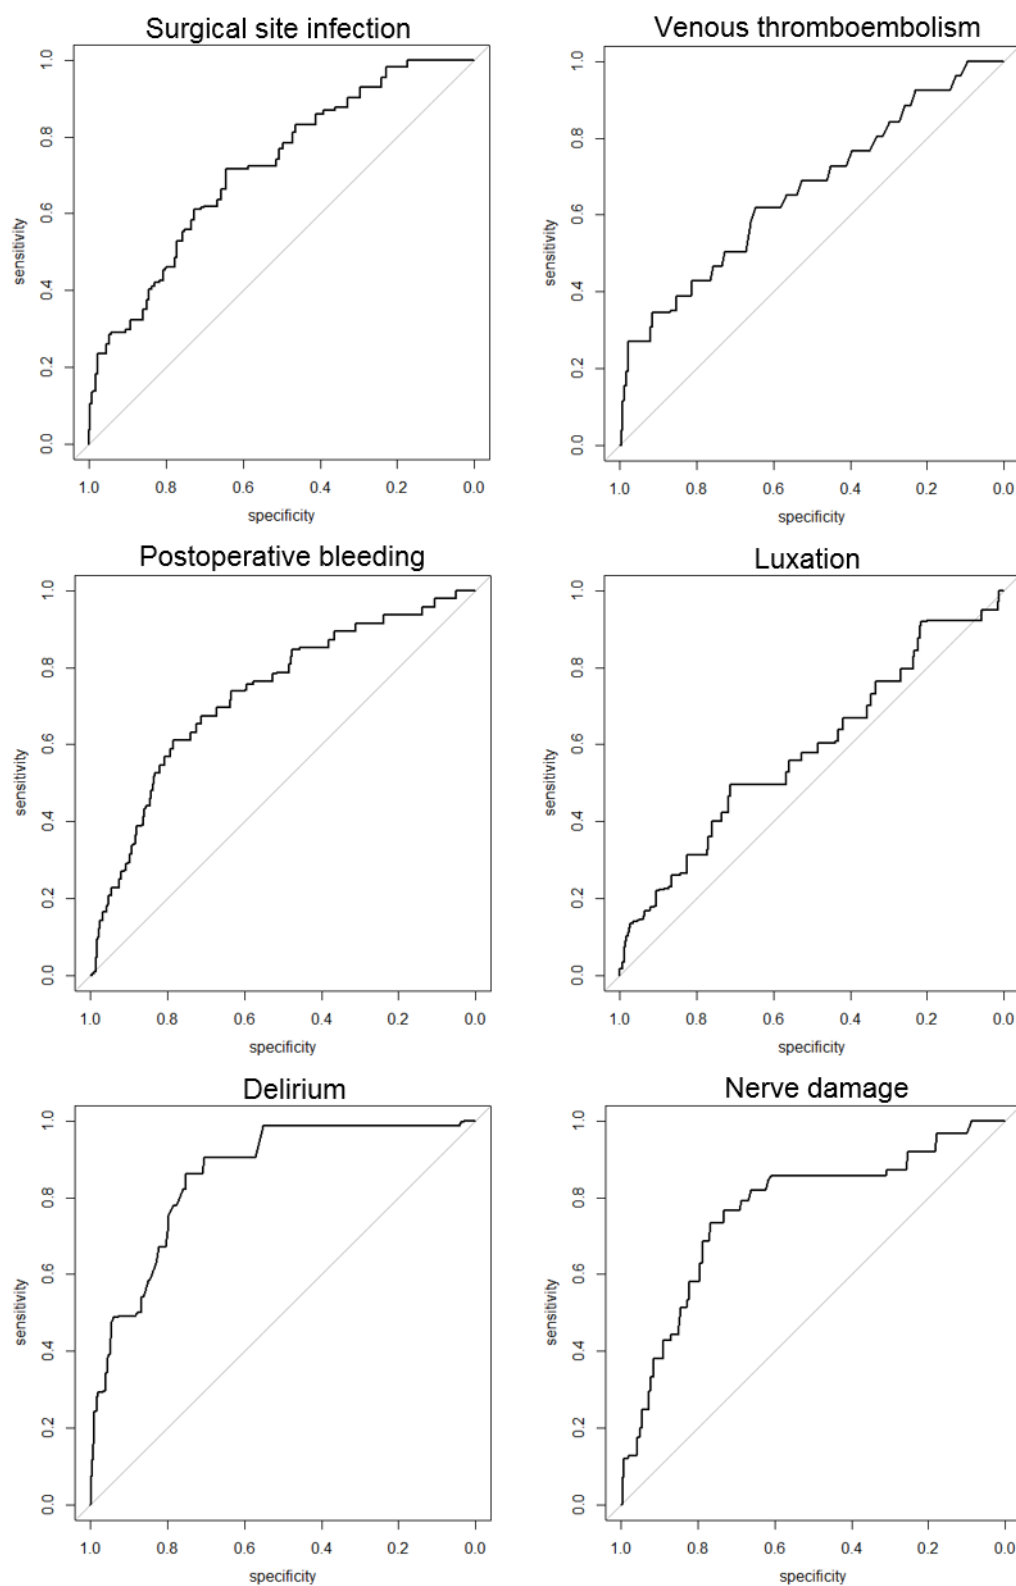 Surgical site infection
1.0
0.8
0.6
0.4
0.2
0.0
sensitivity
1.0 0.8 0.6 0.4 0.2 0.0
specificity
Venous thromboembolism
1.0
0.8
0.6
0.4
0.2
0.0
sensitivity
1.0 0.8 0.6 0.4 0.2 0.0
specificity
Postoperative bleeding
1.0
0.8
0.6
0.4
0.2
0.0
sensitivity
1.0 0.8 0.6 0.4 0.2 0.0
specificity
Luxation
1.0
0.8
0.6
0.4
0.2
0.0
sensitivity
1.0 0.8 0.6 0.4 0.2 0.0
specificity
Delirium
1.0
0.8
0.6
0.4
0.2
0.0
sensitivity
1.0 0.8 0.6 0.4 0.2 0.0
specificity
Nerve damage
1.0
0.8
0.6
0.4
0.2
0.0
sensitivity
1.0 0.8 0.6 0.4 0.2 0.0
specificity